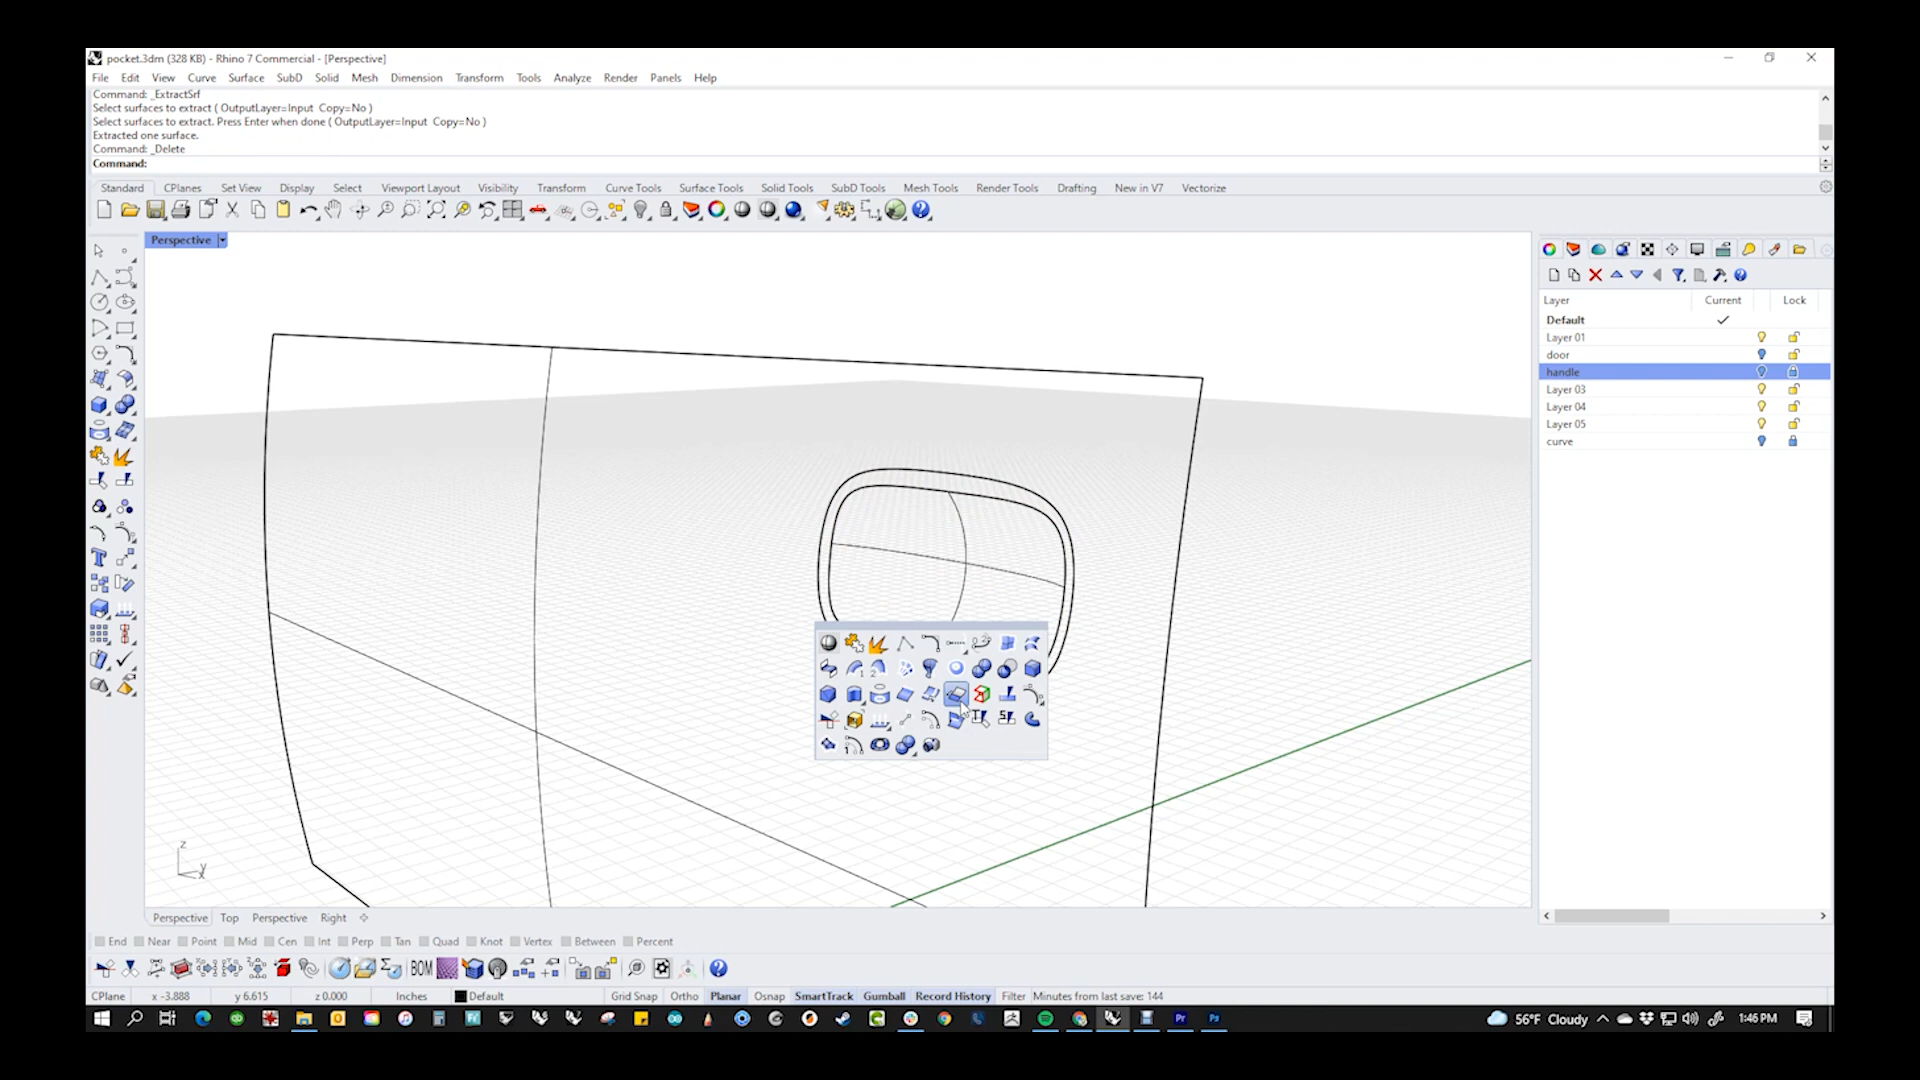 pocket.3dm (328 KB) - Rhino 7 Commercial - [Perspective]
File Edit View Curve Surface SubD Solid Mesh Dimension Transform Tools Analyze Render Panels Help
Command: _ExtractSrf
Select surfaces to extract ( OutputLayer=Input Copy=No )
Select surfaces to extract. Press Enter when done ( OutputLayer=Input Copy=No )
Extracted one surface.
Command: _Delete
Command:
Standard CPlanes Set View Display Select Viewport Layout Visibility Transform Curve Tools Surface Tools Solid Tools SubD Tools Mesh Tools Render Tools Drafting New in V7 Vectorize
Perspective
Layer Current Lock
Default
Layer 01
door
handle
Layer 03
Layer 04
Layer 05
curve
z
y
x
Perspective Top Perspective Right
End Near Point Mid Cen Int Perp Tan Quad Knot Vertex Between Percent
BOM
CPlane x -3.888 y 6.615 z 0.000 Inches Default Grid Snap Ortho Planar Osnap SmartTrack Gumball Record History Filter Minutes from last save: 144
Pr Ps 56°F Cloudy 1:46 PM